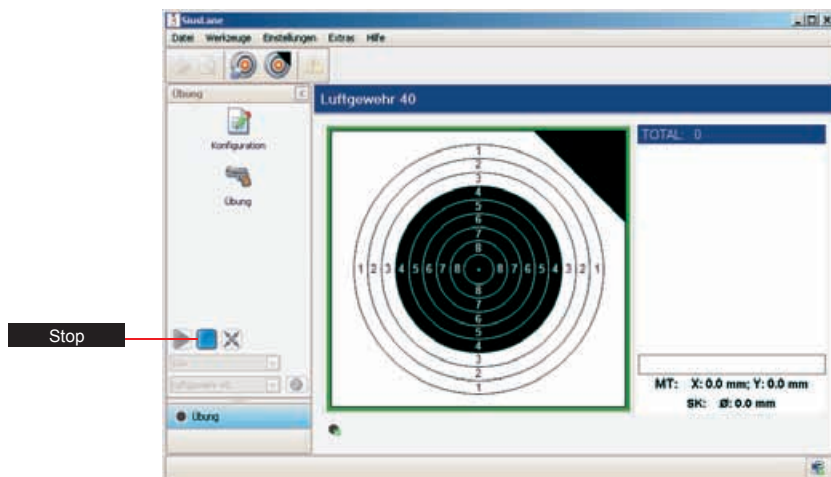 SiusLane
Datei Werkzeuge Einstellungen Extras Hilfe
Übung
Luftgewehr 40
Konfiguration
Übung
TOTAL: 0
1
2
3
4
5
6
7
8
1 2 3 4 5 6 7 8 8 7 6 5 4 3 2 1
8
7
6
5
4
3
2
1
Stop
Luftgewehr 40
MT: X: 0.0 mm; Y: 0.0 mm
SK: Ø: 0.0 mm
Übung